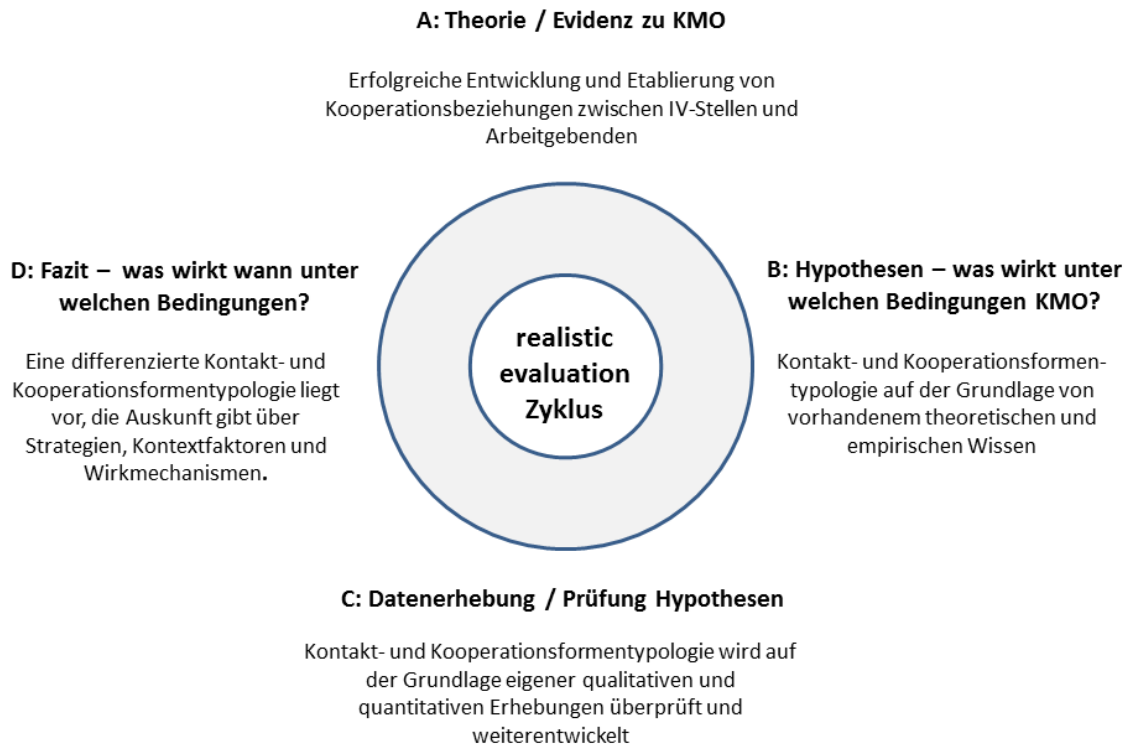 A: Theorie / Evidenz zu KMO
Erfolgreiche Entwicklung und Etablierung von
Kooperationsbeziehungen zwischen IV-Stellen und
Arbeitgebenden
B: Hypothesen – was wirkt unter
welchen Bedingungen KMO?
Kontakt- und Kooperationsformen-
typologie auf der Grundlage von
vorhandenem theoretischen und
empirischen Wissen
C: Datenerhebung / Prüfung Hypothesen
Kontakt- und Kooperationsformentypologie wird auf
der Grundlage eigener qualitativen und
quantitativen Erhebungen überprüft und
weiterentwickelt
D: Fazit – was wirkt wann unter
welchen Bedingungen?
Eine differenzierte Kontakt- und
Kooperationsformentypologie liegt
vor, die Auskunft gibt über
Strategien, Kontextfaktoren und
Wirkmechanismen.
realistic
evaluation
Zyklus